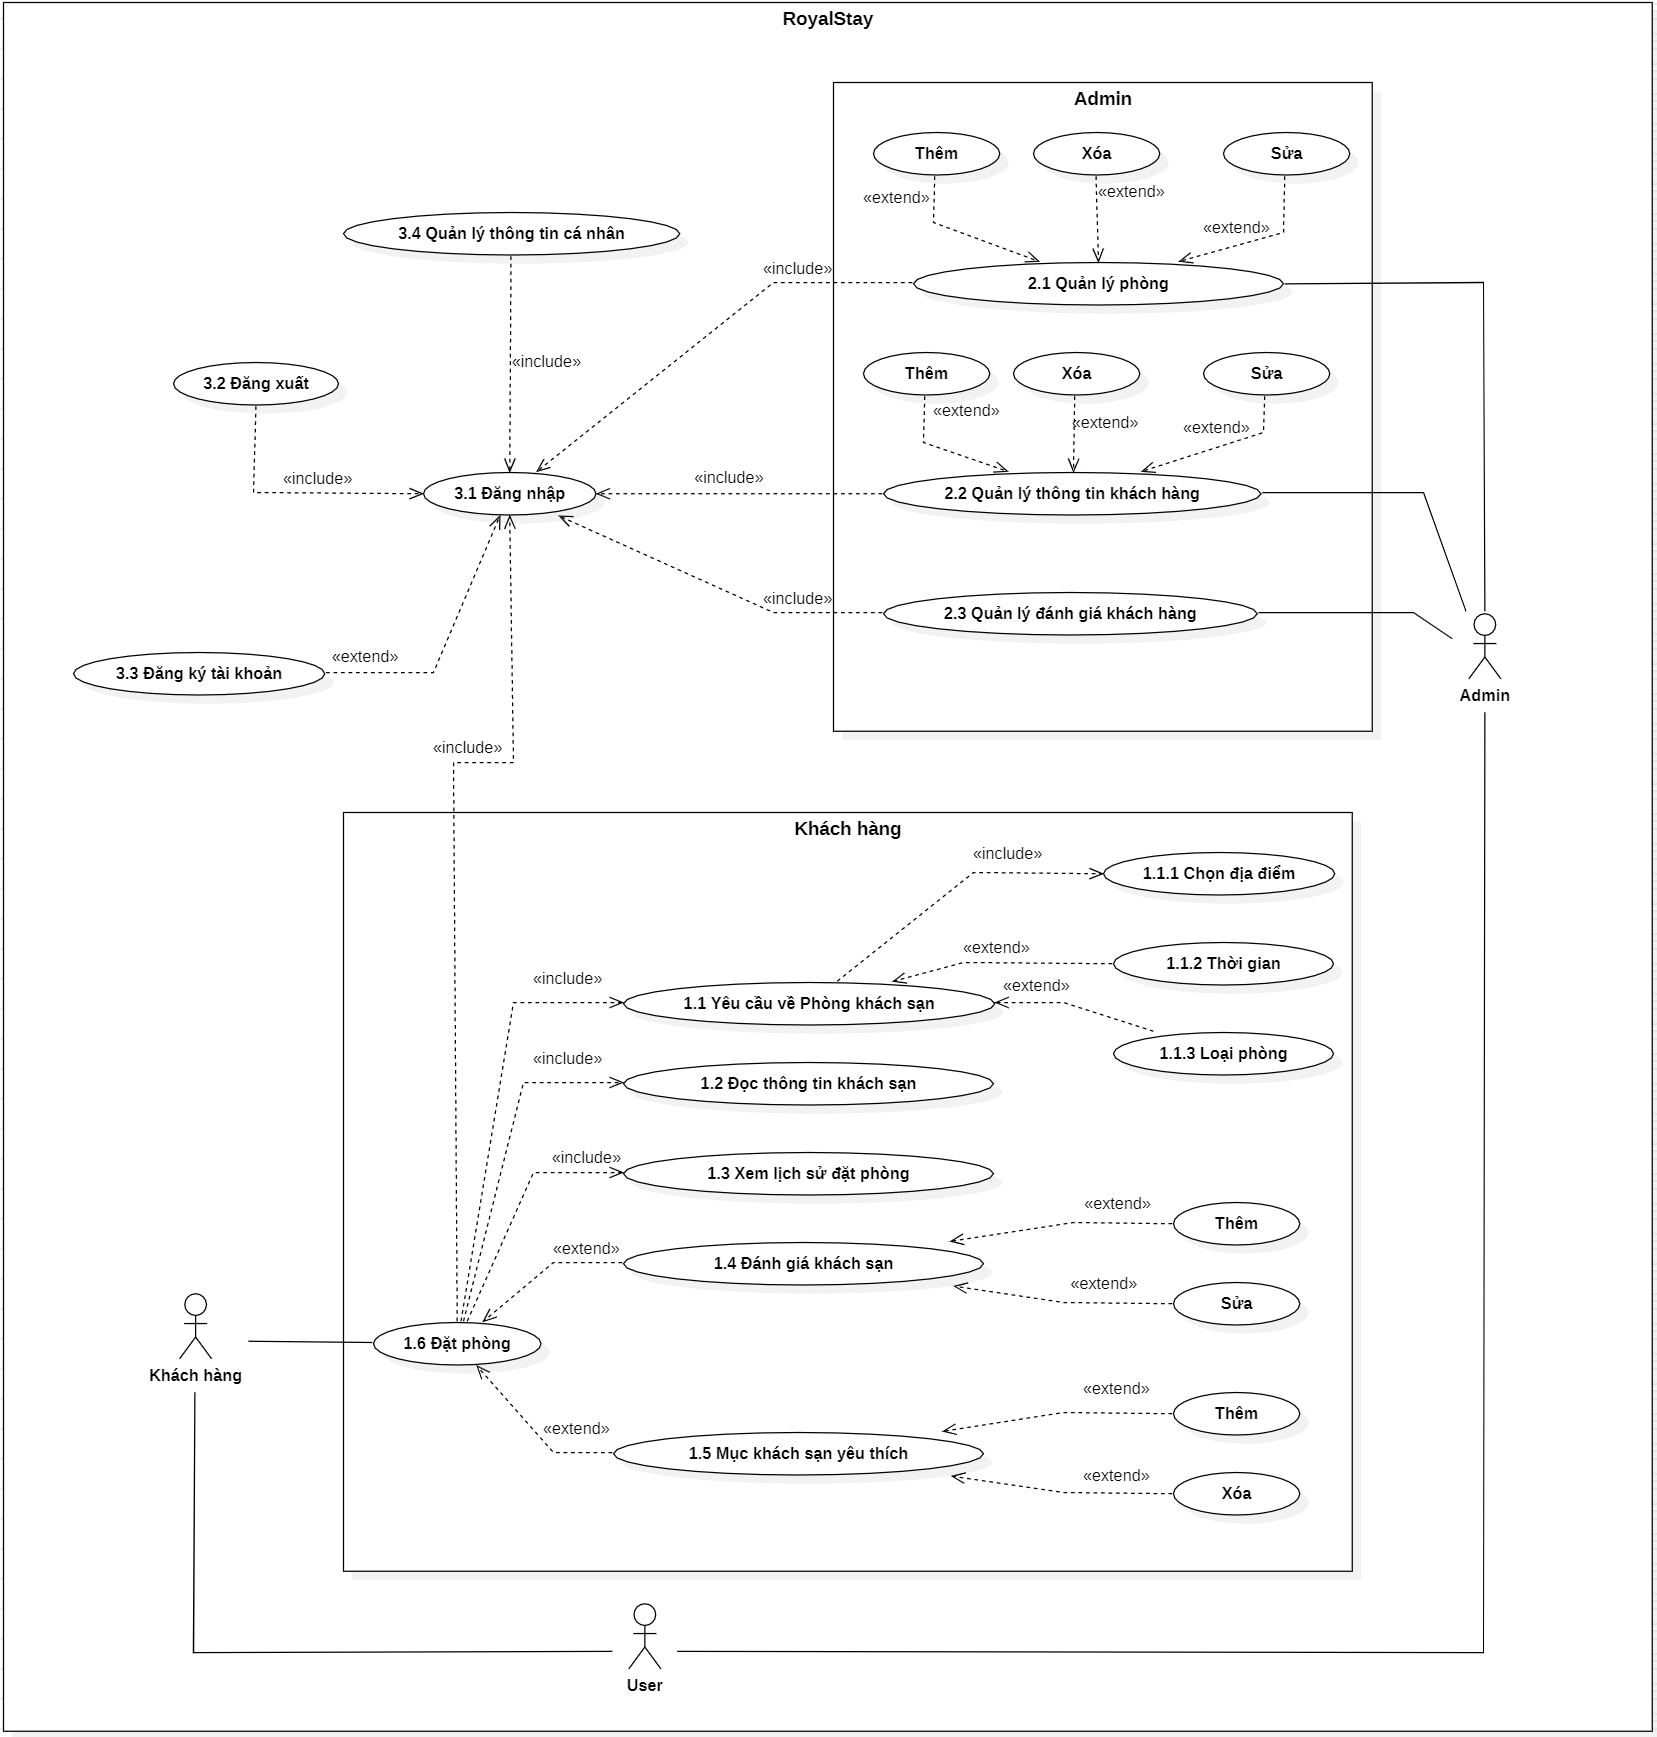 RoyalStay
Admin
Thêm
Xóa
Sửa
«extend»
«extend»
«extend»
3.4 Quản lý thông tin cá nhân
«include»
2.1 Quản lý phòng
«include»
3.2 Đăng xuất
Thêm
Xóa
Sửa
«extend»
«extend»
«extend»
«include»
«include»
3.1 Đăng nhập
2.2 Quản lý thông tin khách hàng
«include»
2.3 Quản lý đánh giá khách hàng
«extend»
3.3 Đăng ký tài khoản
Admin
«include»
Khách hàng
«include»
1.1.1 Chọn địa điểm
«extend»
1.1.2 Thời gian
«include»
«extend»
1.1 Yêu cầu về Phòng khách sạn
1.1.3 Loại phòng
«include»
1.2 Đọc thông tin khách sạn
«include»
1.3 Xem lịch sử đặt phòng
«extend»
Thêm
«extend»
1.4 Đánh giá khách sạn
«extend»
Sửa
1.6 Đặt phòng
Khách hàng
«extend»
Thêm
«extend»
1.5 Mục khách sạn yêu thích
«extend»
Xóa
User